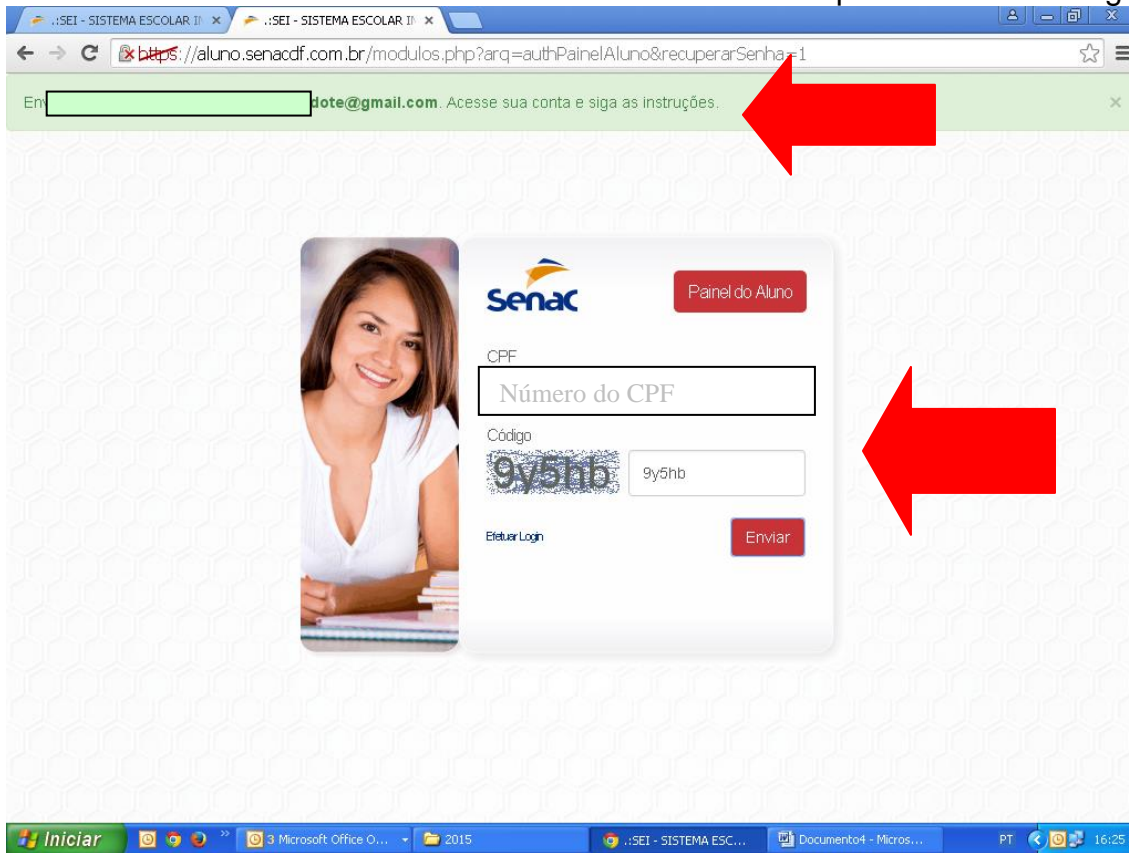 .:SEI - SISTEMA ESCOLAR IN
.:SEI - SISTEMA ESCOLAR IN
https://aluno.senacdf.com.br/modulos.php?arq=authPainelAluno&recuperarSenha=1
dote@gmail.com. Acesse sua conta e siga as instruções.
senac
Painel do Aluno
CPF
Número do CPF
Código
9y5hb
9y5hb
Efetuar Login
Enviar
Iniciar
3 Microsoft Office O...
2015
.:SEI - SISTEMA ESC...
Documento4 - Micros...
PT
16:25